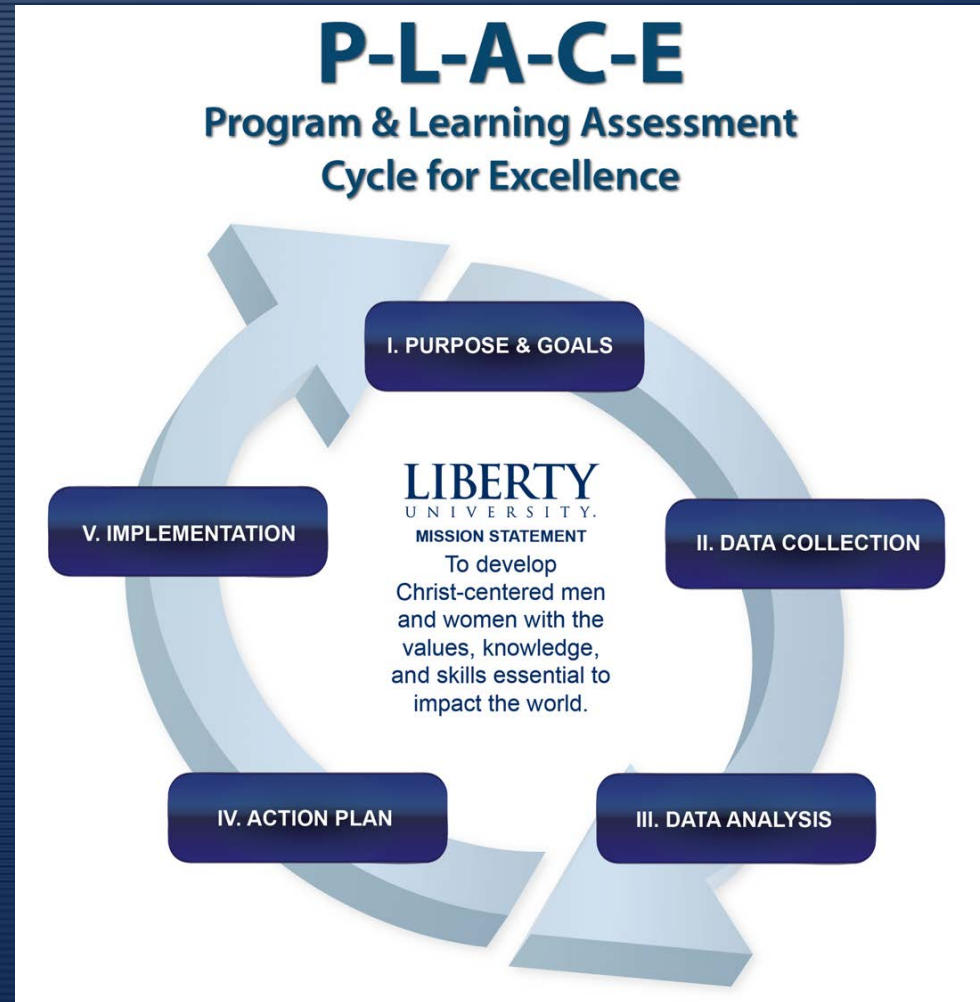 P-L-A-C-E
Program & Learning Assessment
Cycle for Excellence
I. PURPOSE & GOALS
II. DATA COLLECTION
III. DATA ANALYSIS
IV. ACTION PLAN
V. IMPLEMENTATION
LIBERTY
UNIVERSITY.
MISSION STATEMENT
To develop
Christ-centered men
and women with the
values, knowledge,
and skills essential to
impact the world.